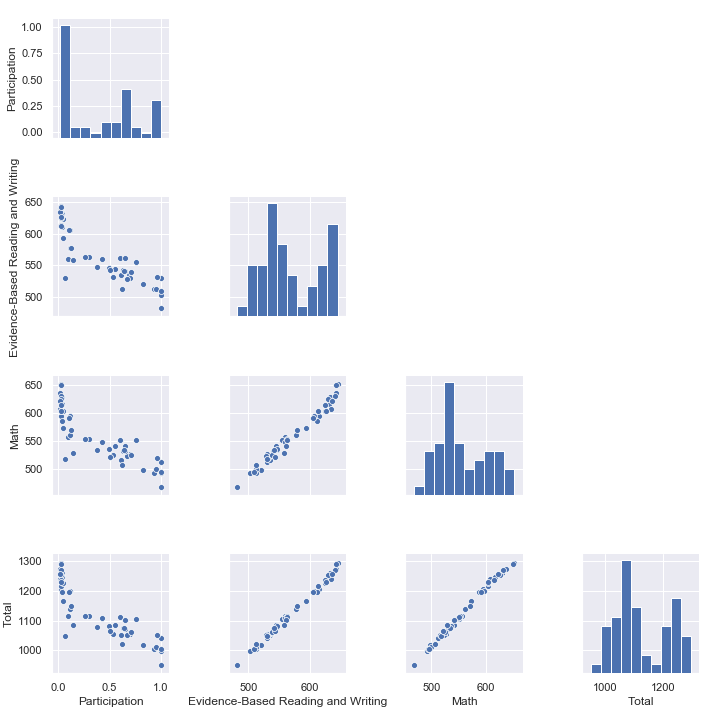 1.00
0.75
0.50
0.25
0.00
Participation
650
600
550
500
Evidence-Based Reading and Writing
650
600
550
500
Math
1300
1200
1100
1000
Total
0.0 0.5 1.0
Participation
500 600
Evidence-Based Reading and Writing
500 600
Math
1000 1200
Total